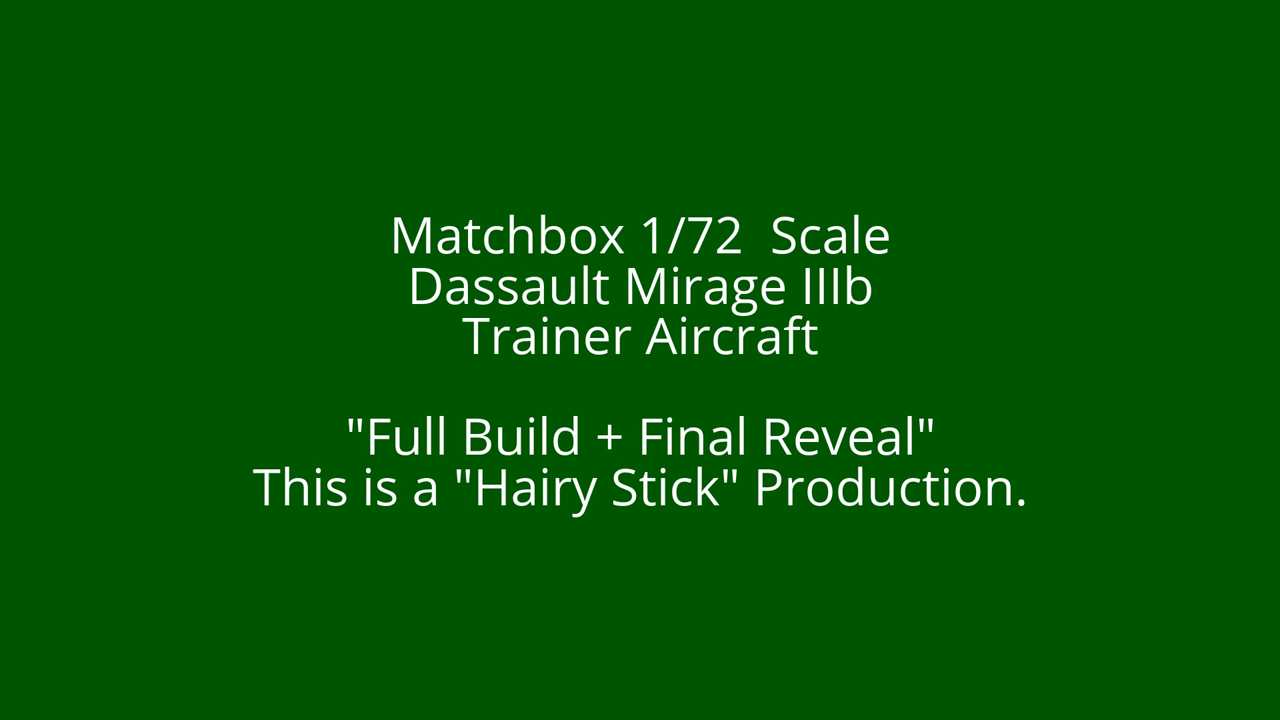 Matchbox 1/72  Scale
Dassault Mirage IIIb
Trainer Aircraft
"Full Build + Final Reveal"
This is a "Hairy Stick" Production.